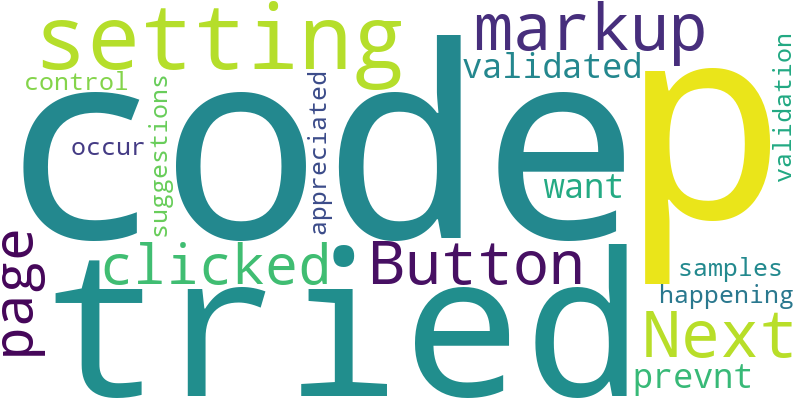 setting
markup
control
validated
code
p
occur
suggestions
appreciated
validation
want
page
clicked
Button
tried
samples
happening
Next
prevnt